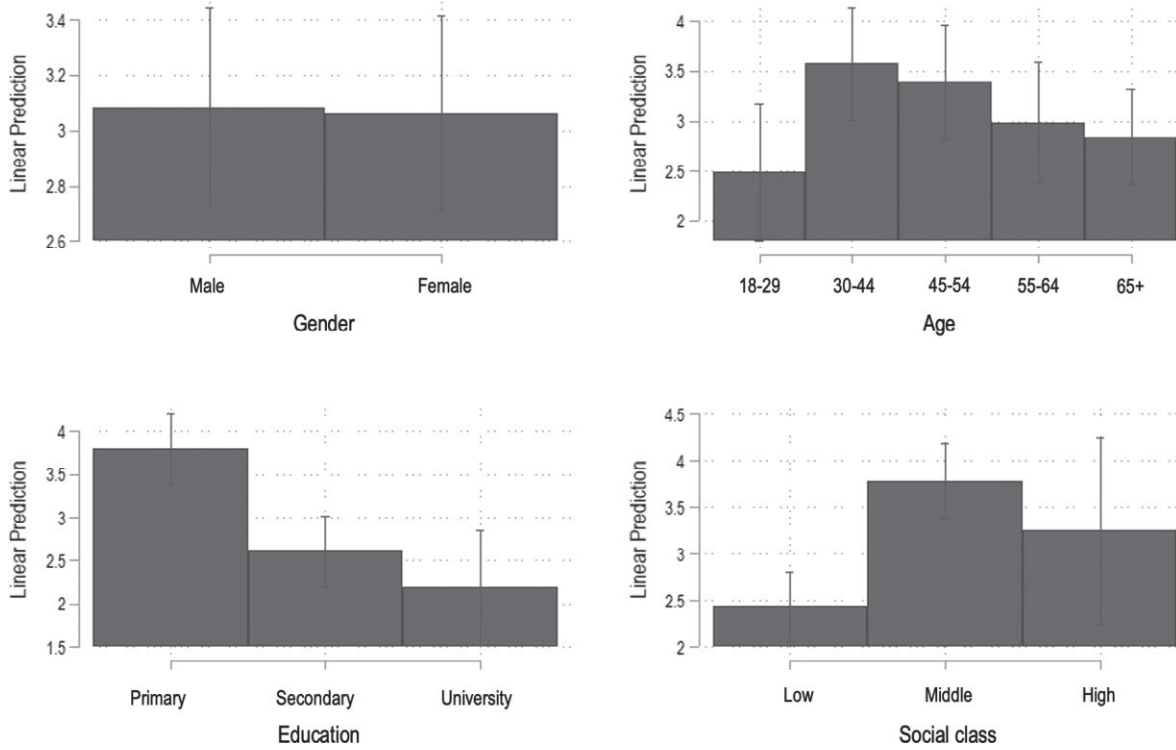 Linear Prediction
3.4
3.2
3
2.8
2.6
Male Female
Gender
Linear Prediction
4
3.5
3
2.5
2
18-29 30-44 45-54 55-64 65+
Age
Linear Prediction
4
3.5
3
2.5
2
1.5
Primary Secondary University
Education
Linear Prediction
4.5
4
3.5
3
2.5
2
Low Middle High
Social class